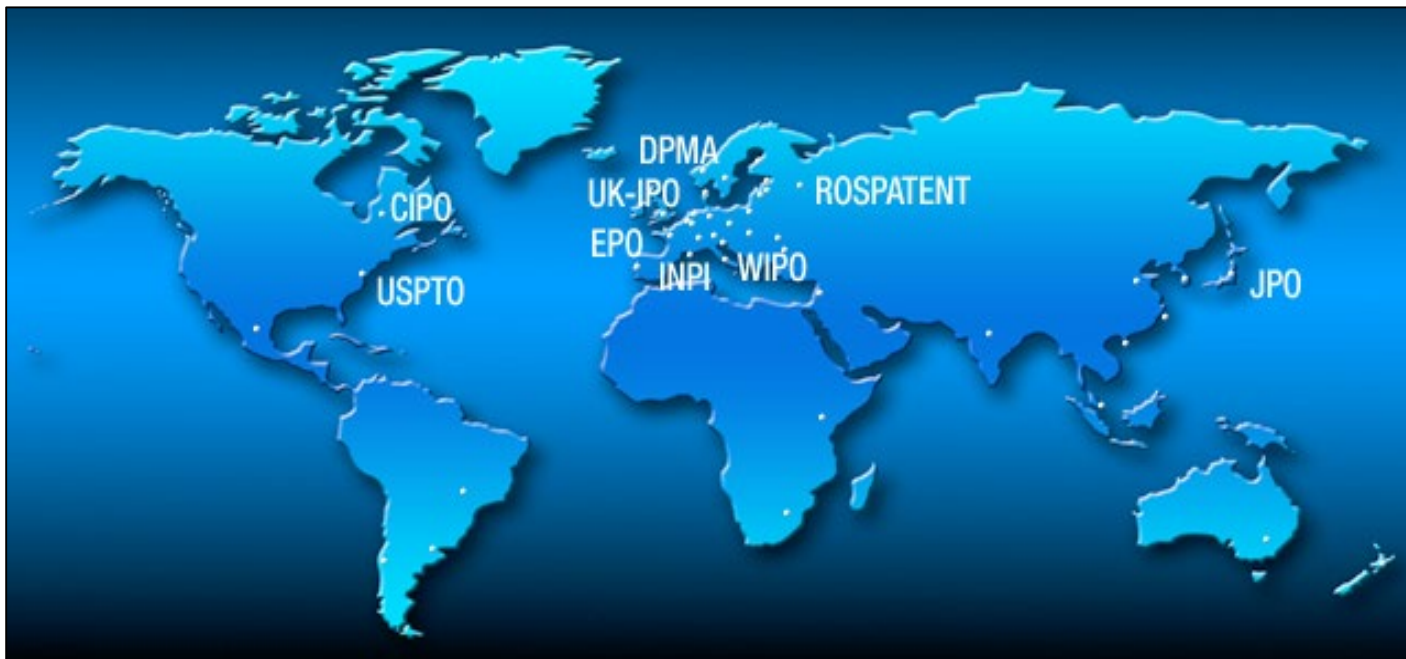 DPMA
UK-IPO
ROSPATENT
CIPO
EPO
INPI
WIPO
USPTO
JPO